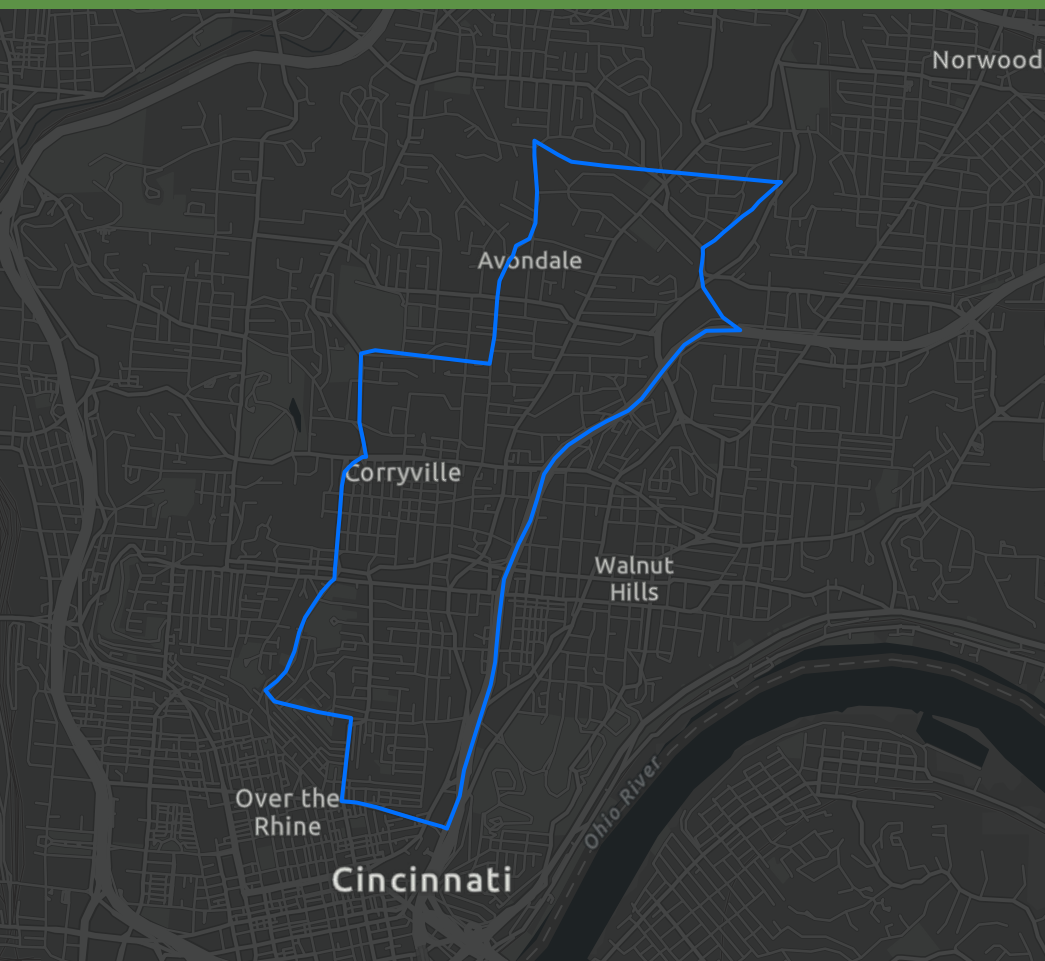 Norwood
Avondale
Corryville
Walnut
Hills
Ohio River
Over the
Rhine
Cincinnati